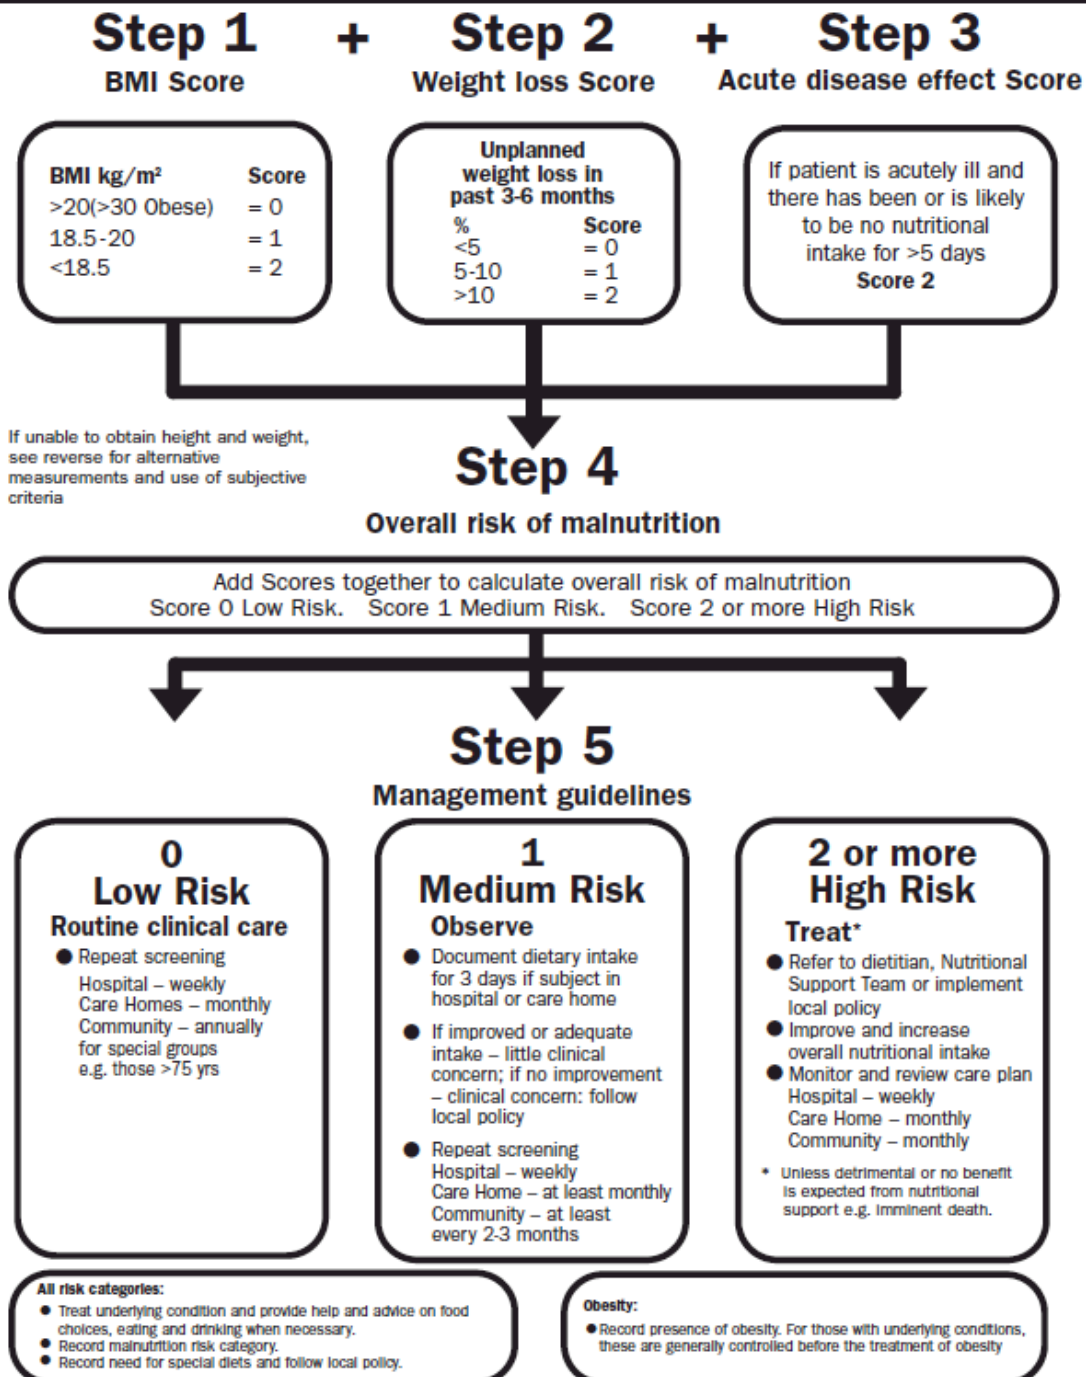 Step 1 + Step 2 + Step 3
BMI Score
Weight loss Score
Acute disease effect Score
BMI kg/m² Score
>20(>30 Obese) = 0
18.5-20 = 1
<18.5 = 2
Unplanned
weight loss in
past 3-6 months
% Score
<5 = 0
5-10 = 1
>10 = 2
If patient is acutely ill and
there has been or is likely
to be no nutritional
intake for >5 days
Score 2
If unable to obtain height and weight,
see reverse for alternative
measurements and use of subjective
criteria
Step 4
Overall risk of malnutrition
Add Scores together to calculate overall risk of malnutrition
Score 0 Low Risk. Score 1 Medium Risk. Score 2 or more High Risk
Step 5
Management guidelines
0
Low Risk
Routine clinical care
● Repeat screening
Hospital – weekly
Care Homes – monthly
Community – annually
for special groups
e.g. those >75 yrs
1
Medium Risk
Observe
● Document dietary intake
for 3 days if subject in
hospital or care home
● If improved or adequate
intake – little clinical
concern; if no improvement
– clinical concern: follow
local policy
● Repeat screening
Hospital – weekly
Care Home – at least monthly
Community – at least
every 2-3 months
2 or more
High Risk
Treat*
● Refer to dietitian, Nutritional
Support Team or implement
local policy
● Improve and increase
overall nutritional intake
● Monitor and review care plan
Hospital – weekly
Care Home – monthly
Community – monthly
* Unless detrimental or no benefit
is expected from nutritional
support e.g. imminent death.
All risk categories:
● Treat underlying condition and provide help and advice on food
choices, eating and drinking when necessary.
● Record malnutrition risk category.
● Record need for special diets and follow local policy.
Obesity:
● Record presence of obesity. For those with underlying conditions,
these are generally controlled before the treatment of obesity